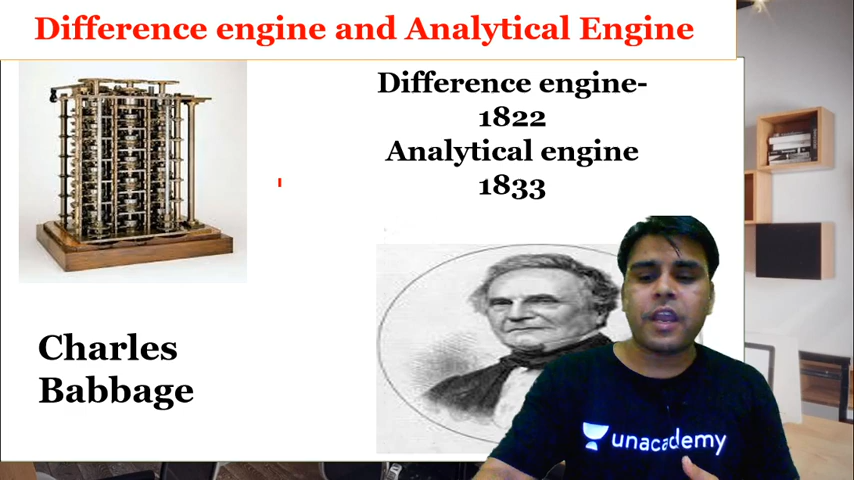 Difference engine and Analytical Engine
Difference engine-
1822
Analytical engine
1833
Charles
Babbage
unacademy